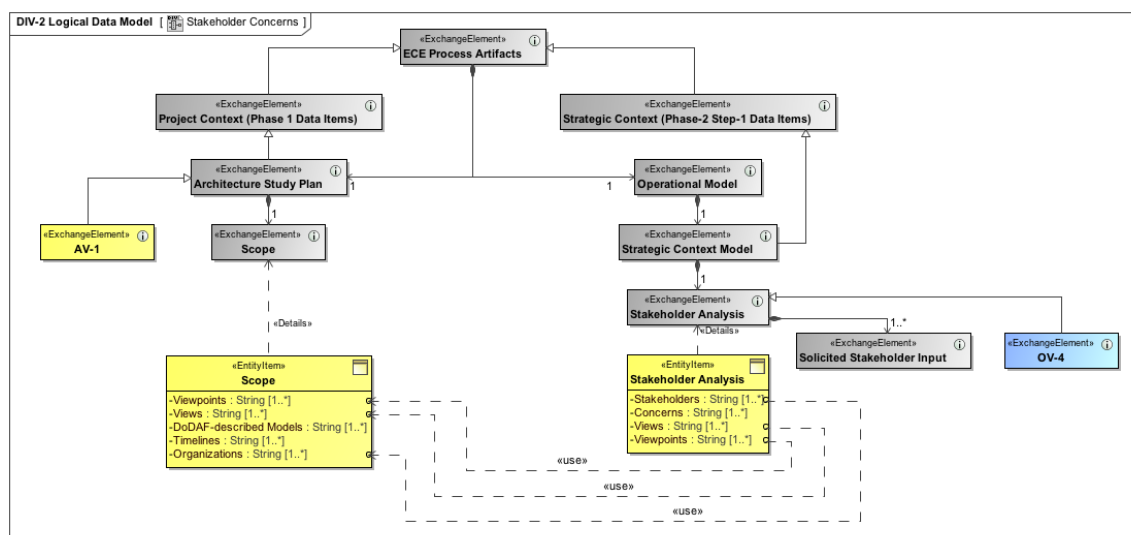 DIV-2 Logical Data Model [ Stakeholder Concerns ]
«ExchangeElement»
ECE Process Artifacts
«ExchangeElement»
Project Context (Phase 1 Data Items)
«ExchangeElement»
Strategic Context (Phase-2 Step-1 Data Items)
«ExchangeElement»
Architecture Study Plan
1
1
«ExchangeElement»
Operational Model
1
1
«ExchangeElement»
AV-1
«ExchangeElement»
Scope
«ExchangeElement»
Strategic Context Model
1
«ExchangeElement»
Stakeholder Analysis
1..*
«Details»
«Details»
«ExchangeElement»
Solicited Stakeholder Input
«ExchangeElement»
OV-4
«EntityItem»
Scope
-Viewpoints : String [1..*]
-Views : String [1..*]
-DoDAF-described Models : String [1..*]
-Timelines : String [1..*]
-Organizations : String [1..*]
«EntityItem»
Stakeholder Analysis
-Stakeholders : String [1..*]
-Concerns : String [1..*]
-Views : String [1..*]
-Viewpoints : String [1..*]
«use»
«use»
«use»